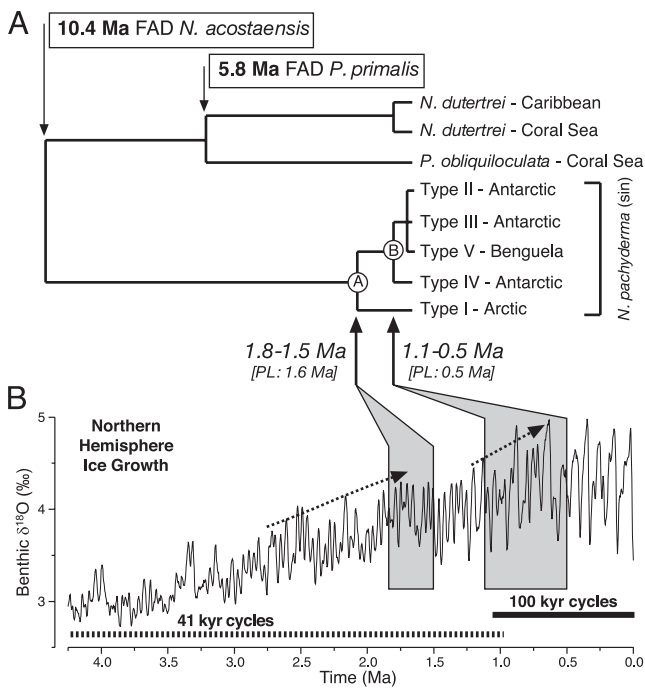 A
10.4 Ma FAD N. acostaensis
5.8 Ma FAD P. primalis
N. dutertrei - Caribbean
N. dutertrei - Coral Sea
P. obliquiloculata - Coral Sea
Type II - Antarctic
Type III - Antarctic
Type V - Benguela
Type IV - Antarctic
Type I - Arctic
N. pachyderma (sin)
A
B
1.8-1.5 Ma
[PL: 1.6 Ma]
1.1-0.5 Ma
[PL: 0.5 Ma]
B
Northern
Hemisphere
Ice Growth
Benthic δ18O (‰)
5
4
3
41 kyr cycles
100 kyr cycles
4.0 3.5 3.0 2.5 2.0 1.5 1.0 0.5 0.0
Time (Ma)